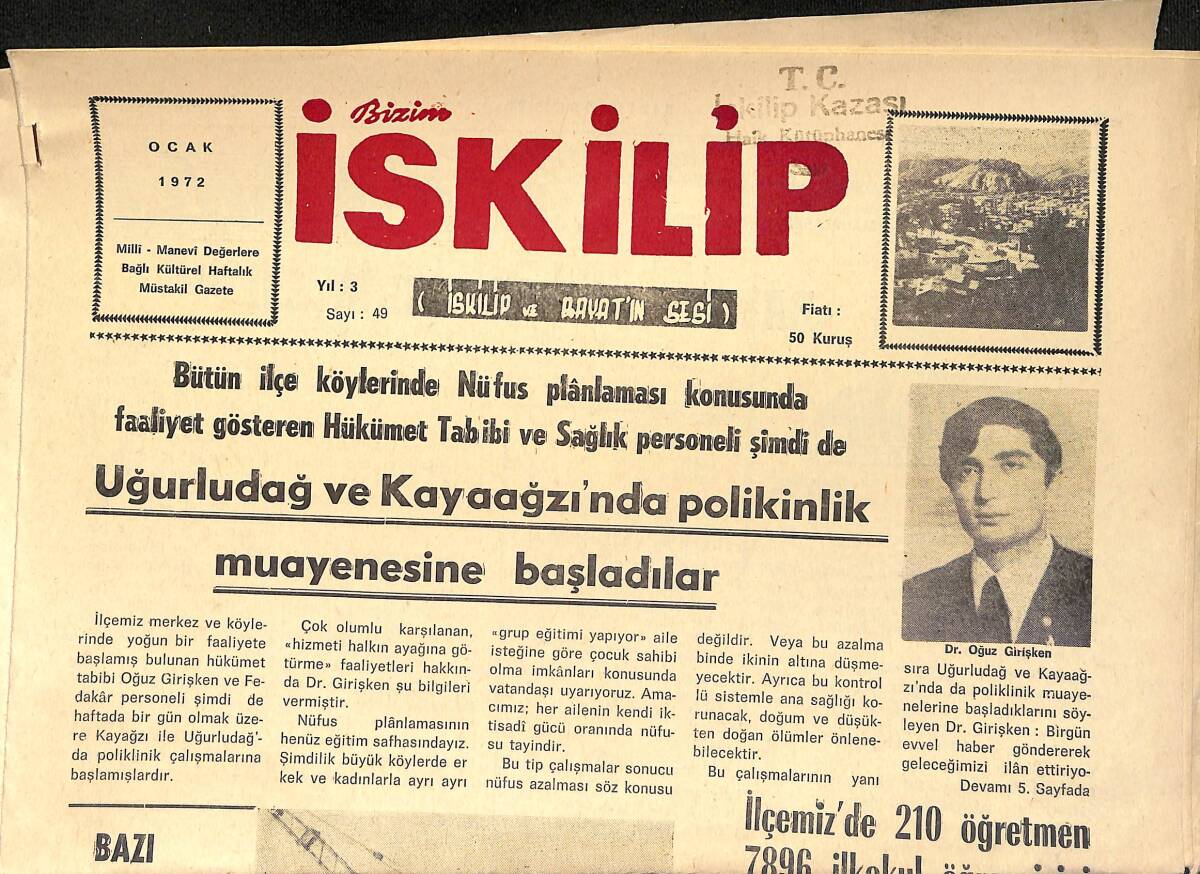 T. C.
İskilip Kazası
Halk Kütüphanesi
OCAK
1972
Millî - Manevî Değerlere
Bağlı Kültürel Haftalık
Müstakil Gazete
Bizim
İSKİLİP
Yıl : 3
Sayı : 49
( İSKİLİP VE BAYAT'IN SESİ )
Fiatı :
50 Kuruş
Bütün ilçe köylerinde Nüfus plânlaması konusunda
faaliyet gösteren Hükümet Tabibi ve Sağlık personeli şimdi de
Uğurludağ ve Kayaağzı'nda polikinlik
muayenesine başladılar
Dr. Oğuz Girişken
İlçemiz merkez ve köyle-
rinde yoğun bir faaliyete
başlamış bulunan hükümet
tabibi Oğuz Girişken ve Fe-
dakâr personeli şimdi de
haftada bir gün olmak üze-
re Kayağzı ile Uğurludağ'-
da poliklinik çalışmalarına
başlamışlardır.
Çok olumlu karşılanan,
«hizmeti halkın ayağına gö-
türme» faaliyetleri hakkın-
da Dr. Girişken şu bilgileri
vermiştir.
Nüfus plânlamasının
henüz eğitim safhasındayız.
Şimdilik büyük köylerde er
kek ve kadınlarla ayrı ayrı
«grup eğitimi yapıyor» aile
isteğine göre çocuk sahibi
olma imkânları konusunda
vatandaşı uyarıyoruz. Ama-
cımız; her ailenin kendi ik-
tisadî gücü oranında nüfu-
su tayindir.
Bu tip çalışmalar sonucu
nüfus azalması söz konusu
değildir. Veya bu azalma
binde ikinin altına düşme-
yecektir. Ayrıca bu kontrol
lü sistemle ana sağlığı ko-
runacak, doğum ve düşük-
ten doğan ölümler önlene-
bilecektir.
Bu çalışmalarının yanı
sıra Uğurludağ ve Kayaağ-
zı'nda da poliklinik muaye-
nelerine başladıklarını söy-
leyen Dr. Girişken : Birgün
evvel haber göndererek
geleceğimizi ilân ettiriyo-
Devamı 5. Sayfada
BAZI
İlçemiz'de 210 öğretmen
7896 ilkokul